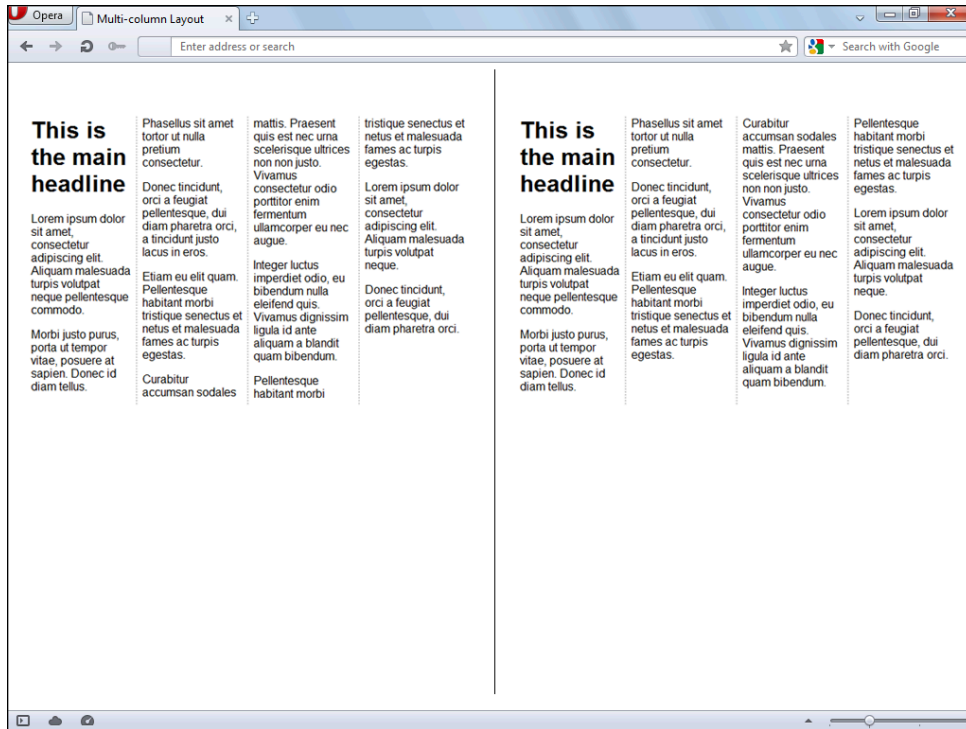 Opera
Multi-column Layout
Enter address or search
Search with Google
This is
the main
headline
Lorem ipsum dolor
sit amet,
consectetur
adipiscing elit.
Aliquam malesuada
turpis volutpat
neque pellentesque
commodo.
Morbi justo purus,
porta ut tempor
vitae, posuere at
sapien. Donec id
diam tellus.
Phasellus sit amet
tortor ut nulla
pretium
consectetur.
Donec tincidunt,
orci a feugiat
pellentesque, dui
diam pharetra orci,
a tincidunt justo
lacus in eros.
Etiam eu elit quam.
Pellentesque
habitant morbi
tristique senectus et
netus et malesuada
fames ac turpis
egestas.
Curabitur
accumsan sodales
mattis. Praesent
quis est nec urna
scelerisque ultrices
non non justo.
Vivamus
consectetur odio
porttitor enim
fermentum
ullamcorper eu nec
augue.
Integer luctus
imperdiet odio, eu
bibendum nulla
eleifend quis.
Vivamus dignissim
ligula id ante
aliquam a blandit
quam bibendum.
Pellentesque
habitant morbi
tristique senectus et
netus et malesuada
fames ac turpis
egestas.
Lorem ipsum dolor
sit amet,
consectetur
adipiscing elit.
Aliquam malesuada
turpis volutpat
neque.
Donec tincidunt,
orci a feugiat
pellentesque, dui
diam pharetra orci.
This is
the main
headline
Lorem ipsum dolor
sit amet,
consectetur
adipiscing elit.
Aliquam malesuada
turpis volutpat
neque pellentesque
commodo.
Morbi justo purus,
porta ut tempor
vitae, posuere at
sapien. Donec id
diam tellus.
Phasellus sit amet
tortor ut nulla
pretium
consectetur.
Donec tincidunt,
orci a feugiat
pellentesque, dui
diam pharetra orci,
a tincidunt justo
lacus in eros.
Etiam eu elit quam.
Pellentesque
habitant morbi
tristique senectus et
netus et malesuada
fames ac turpis
egestas.
Curabitur
accumsan sodales
mattis. Praesent
quis est nec urna
scelerisque ultrices
non non justo.
Vivamus
consectetur odio
porttitor enim
fermentum
ullamcorper eu nec
augue.
Integer luctus
imperdiet odio, eu
bibendum nulla
eleifend quis.
Vivamus dignissim
ligula id ante
aliquam a blandit
quam bibendum.
Pellentesque
habitant morbi
tristique senectus et
netus et malesuada
fames ac turpis
egestas.
Lorem ipsum dolor
sit amet,
consectetur
adipiscing elit.
Aliquam malesuada
turpis volutpat
neque.
Donec tincidunt,
orci a feugiat
pellentesque, dui
diam pharetra orci.